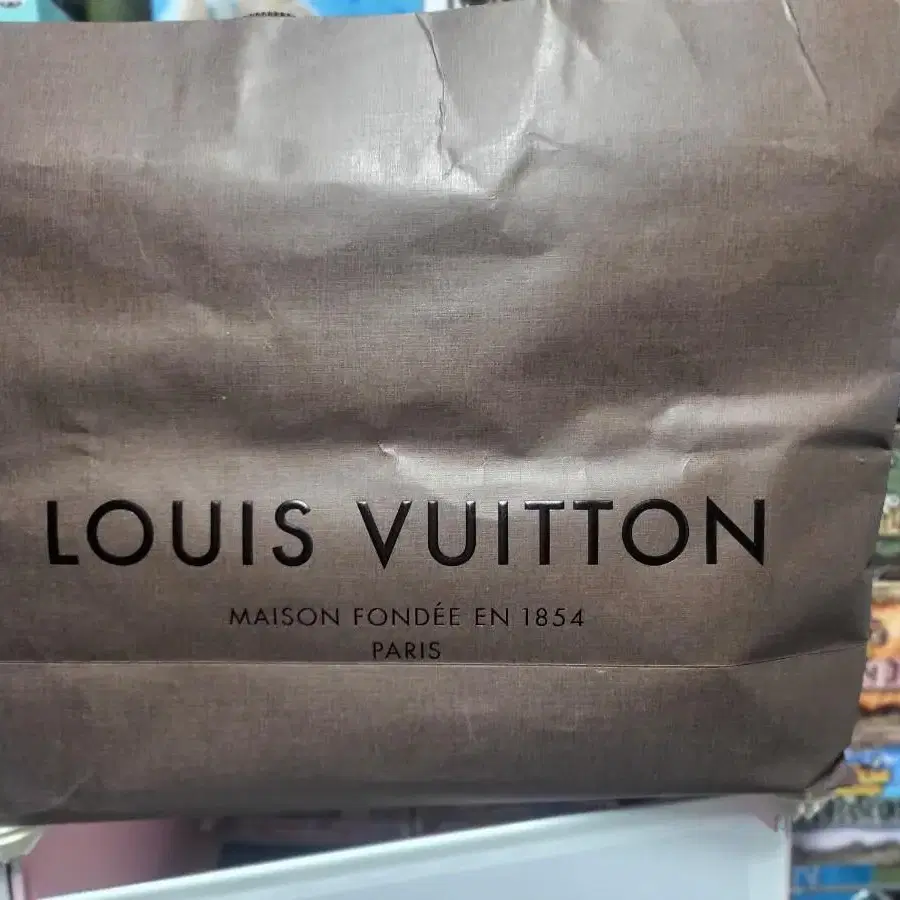 LOUIS VUITTON
MAISON FONDÉE EN 1854
PARIS